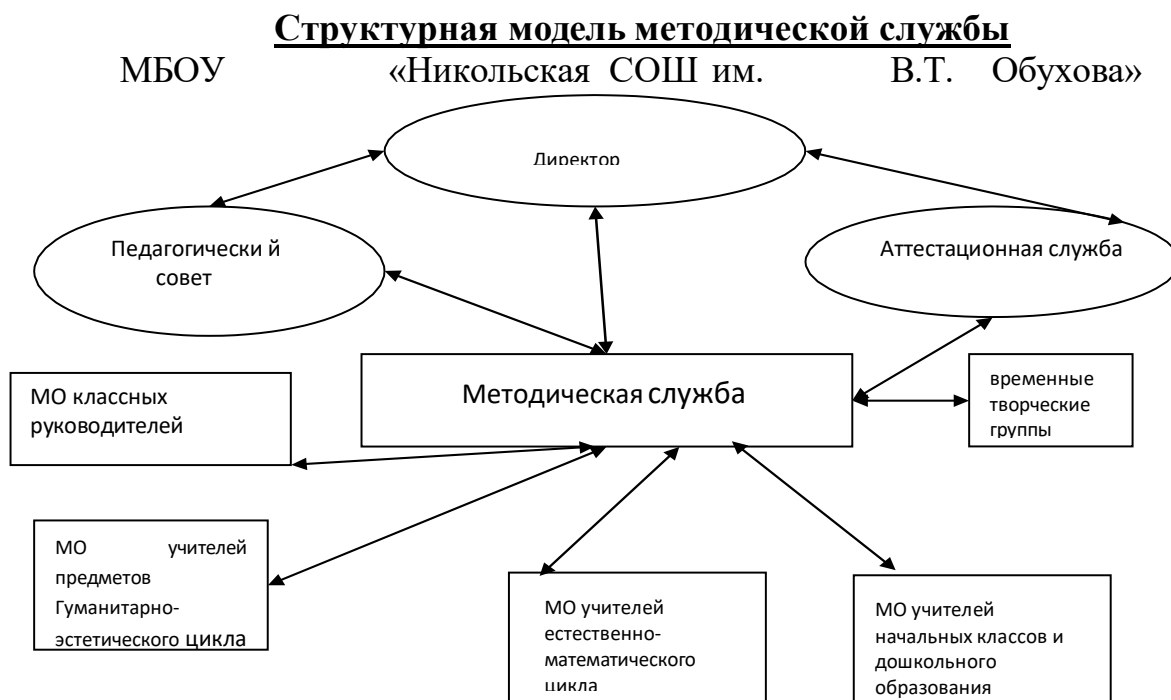 Структурная модель методической службы
МБОУ «Никольская СОШ им. В.Т. Обухова»
Директор
Педагогически й
совет
Аттестационная служба
Методическая служба
МО классных
руководителей
временные
творческие
группы
МО учителей
предметов
Гуманитарно-
эстетического цикла
МО учителей
естественно-
математического
цикла
МО учителей
начальных классов и
дошкольного
образования